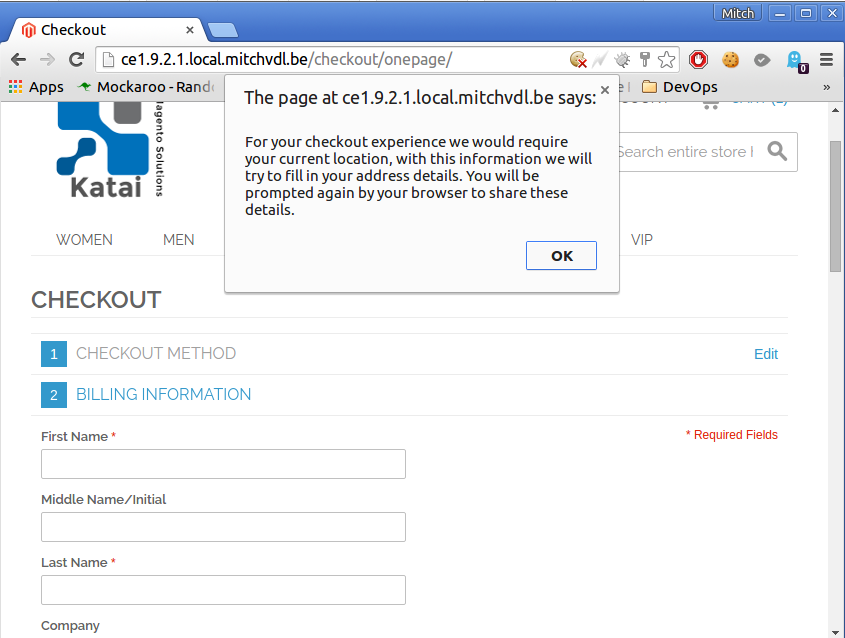 Mitch
Checkout
ce1.9.2.1.local.mitchvdl.be/checkout/onepage/
Apps Mockaroo - Rand DevOps »
0
The page at ce1.9.2.1.local.mitchvdl.be says:
For your checkout experience we would require
your current location, with this information we will
try to fill in your address details. You will be
prompted again by your browser to share these
details.
OK
Katai
Magento Solutions
Search entire store
WOMEN MEN VIP
CHECKOUT
1 CHECKOUT METHOD Edit
2 BILLING INFORMATION
First Name * * Required Fields
Middle Name/Initial
Last Name *
Company